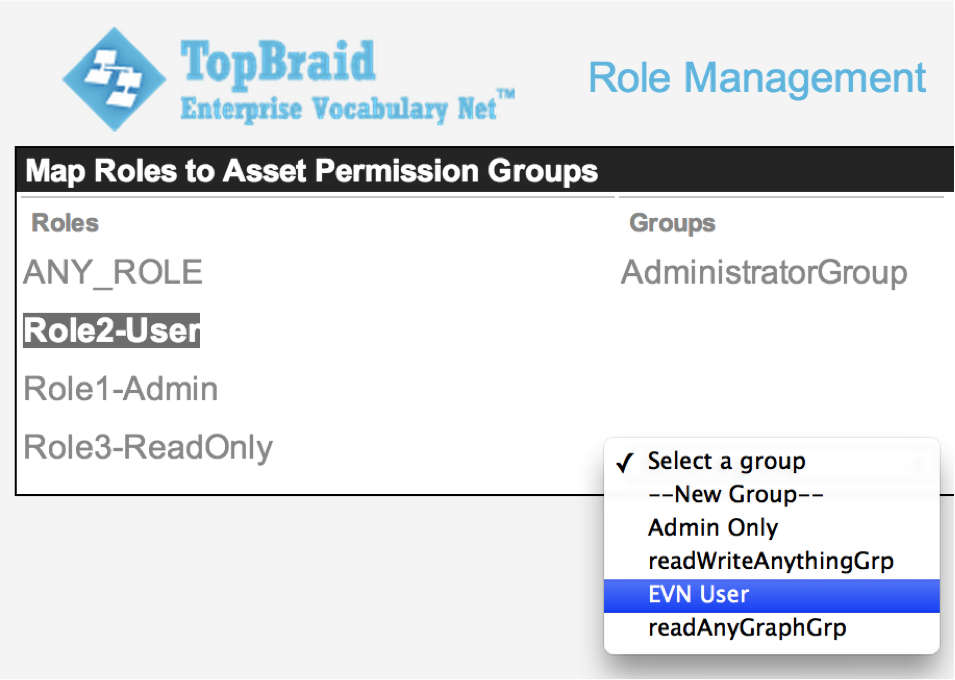 TopBraid
Enterprise Vocabulary Net™
Role Management
Map Roles to Asset Permission Groups
Roles
Groups
ANY_ROLE
AdministratorGroup
Role2-User
Role1-Admin
Role3-ReadOnly
✓ Select a group
--New Group--
Admin Only
readWriteAnythingGrp
EVN User
readAnyGraphGrp